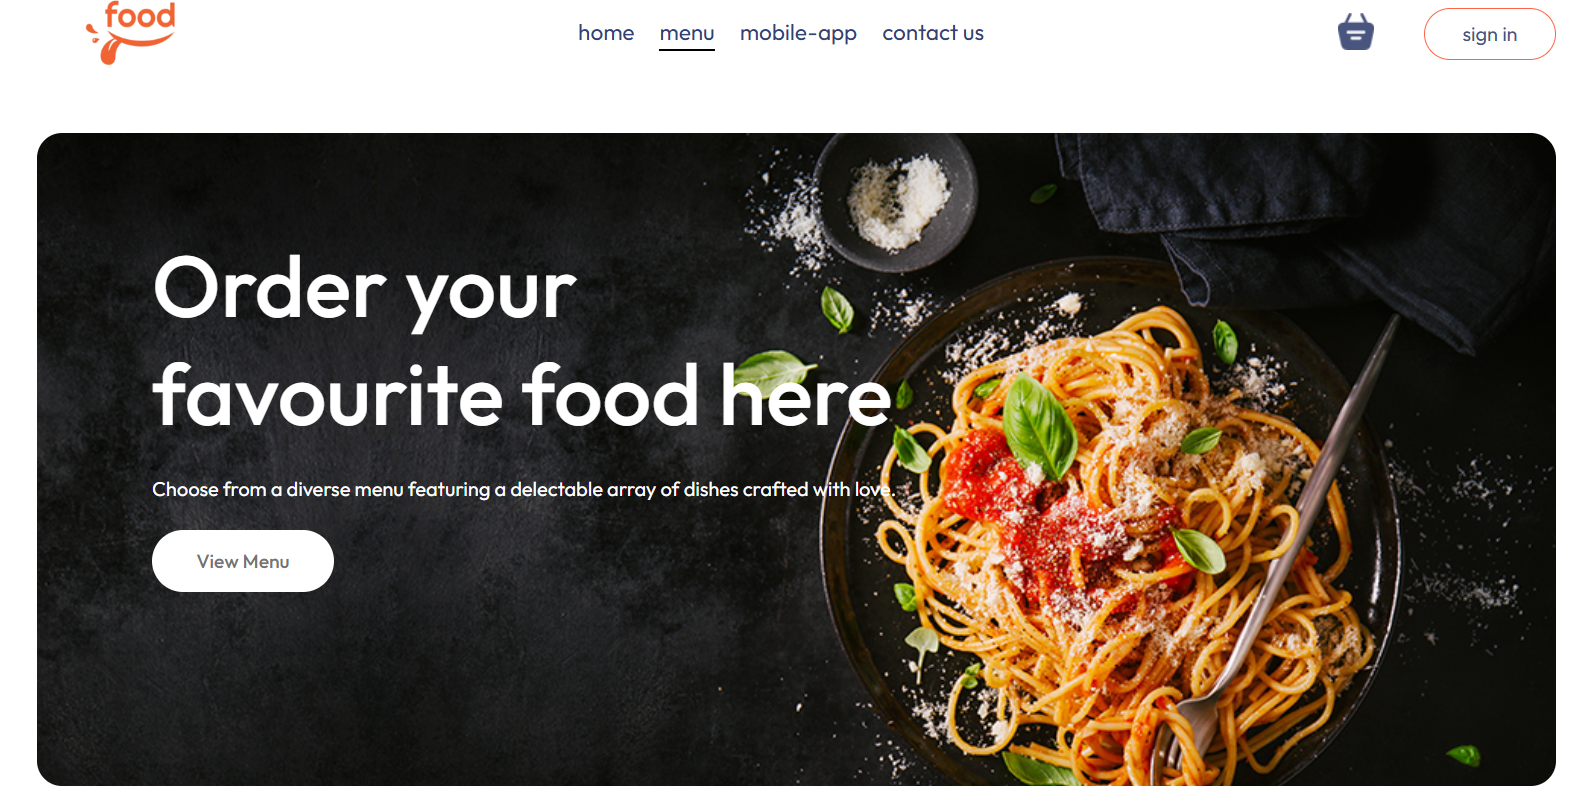 food
home menu mobile-app contact us
sign in
Order your
favourite food here
Choose from a diverse menu featuring a delectable array of dishes crafted with love.
View Menu